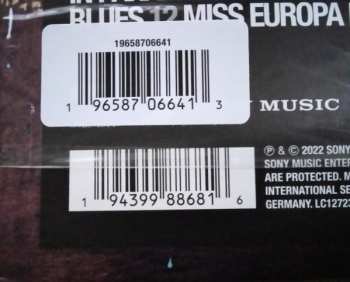 BLUES 12 MISS EUROPA
19658706641
1 96587 06641 3
MUSIC
℗ & © 2022 SONY
SONY MUSIC ENTER
1 94399 88681 6
ARE PROTECTED. M
INTERNATIONAL SE
GERMANY. LC12723